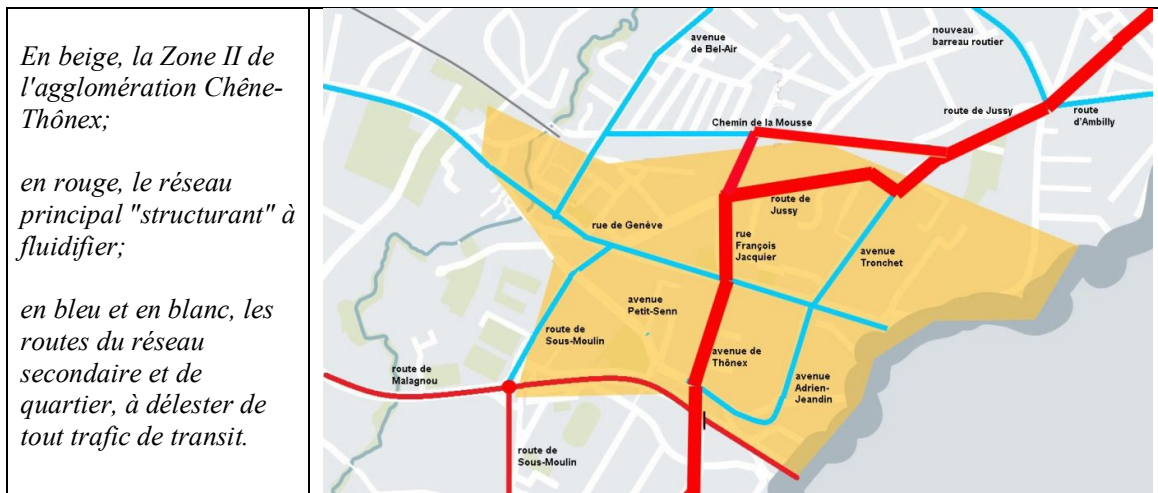 En beige, la Zone II de
l'agglomération Chêne-
Thônex;
en rouge, le réseau
principal "structurant" à
fluidifier;
en bleu et en blanc, les
routes du réseau
secondaire et de
quartier, à délester de
tout trafic de transit.
avenue
de Bel-Air
nouveau
barreau routier
Chemin de la Mousse
route de Jussy
route
d'Ambilly
route de
Jussy
rue de Genève
rue
François
Jacquier
avenue
Tronchet
avenue
Petit-Senn
route de
Sous-Moulin
avenue de
Thônex
route de
Malagnou
avenue
Adrien-
Jeandin
route de
Sous-Moulin